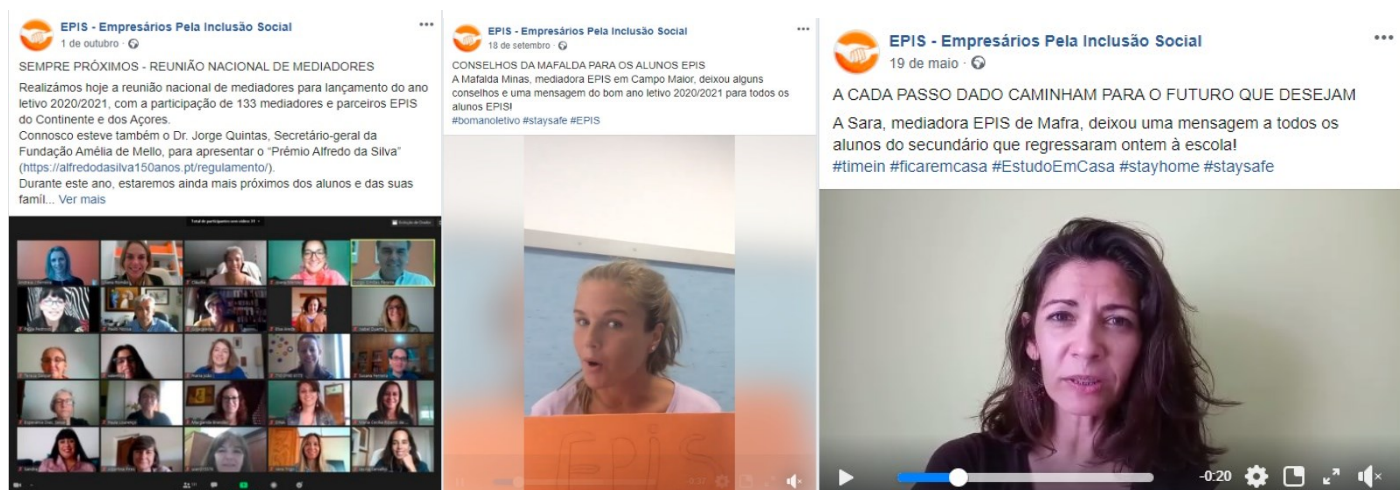 EPIS - Empresários Pela Inclusão Social
1 de outubro ·
SEMPRE PRÓXIMOS - REUNIÃO NACIONAL DE MEDIADORES
Realizámos hoje a reunião nacional de mediadores para lançamento do ano
letivo 2020/2021, com a participação de 133 mediadores e parceiros EPIS
do Continente e dos Açores.
Connosco esteve também o Dr. Jorge Quintas, Secretário-geral da
Fundação Amélia de Mello, para apresentar o "Prémio Alfredo da Silva"
(https://alfredodasilva150anos.pt/regulamento/).
Durante este ano, estaremos ainda mais próximos dos alunos e das suas
famíl... Ver mais
EPIS - Empresários Pela Inclusão Social
18 de setembro ·
CONSELHOS DA MAFALDA PARA OS ALUNOS EPIS
A Mafalda Minas, mediadora EPIS em Campo Maior, deixou alguns
conselhos e uma mensagem do bom ano letivo 2020/2021 para todos os
alunos EPIS!
#bomanoletivo #staysafe #EPIS
EPIS
EPIS - Empresários Pela Inclusão Social
19 de maio ·
A CADA PASSO DADO CAMINHAM PARA O FUTURO QUE DESEJAM
A Sara, mediadora EPIS de Mafra, deixou uma mensagem a todos os
alunos do secundário que regressaram ontem à escola!
#timein #ficaremcasa #EstudoEmCasa #stayhome #staysafe
-0:20